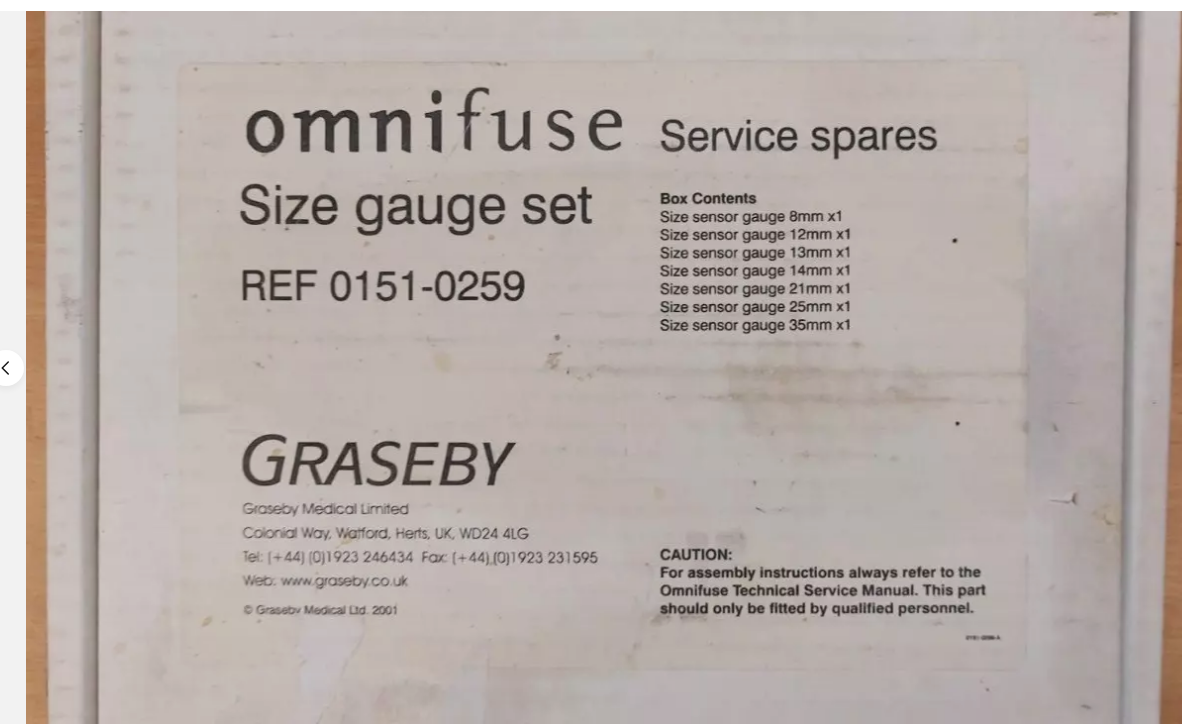 omnifuse Service spares
Size gauge set
REF 0151-0259
Box Contents
Size sensor gauge 8mm x1
Size sensor gauge 12mm x1
Size sensor gauge 13mm x1
Size sensor gauge 14mm x1
Size sensor gauge 21mm x1
Size sensor gauge 25mm x1
Size sensor gauge 35mm x1
GRASEBY
Graseby Medical Limited
Colonial Way, Watford, Herts, UK, WD24 4LG
Tel: (+44) (0)1923 246434 Fax: (+44) (0)1923 231595
Web: www.graseby.co.uk
© Graseby Medical Ltd. 2001
CAUTION:
For assembly instructions always refer to the
Omnifuse Technical Service Manual. This part
should only be fitted by qualified personnel.